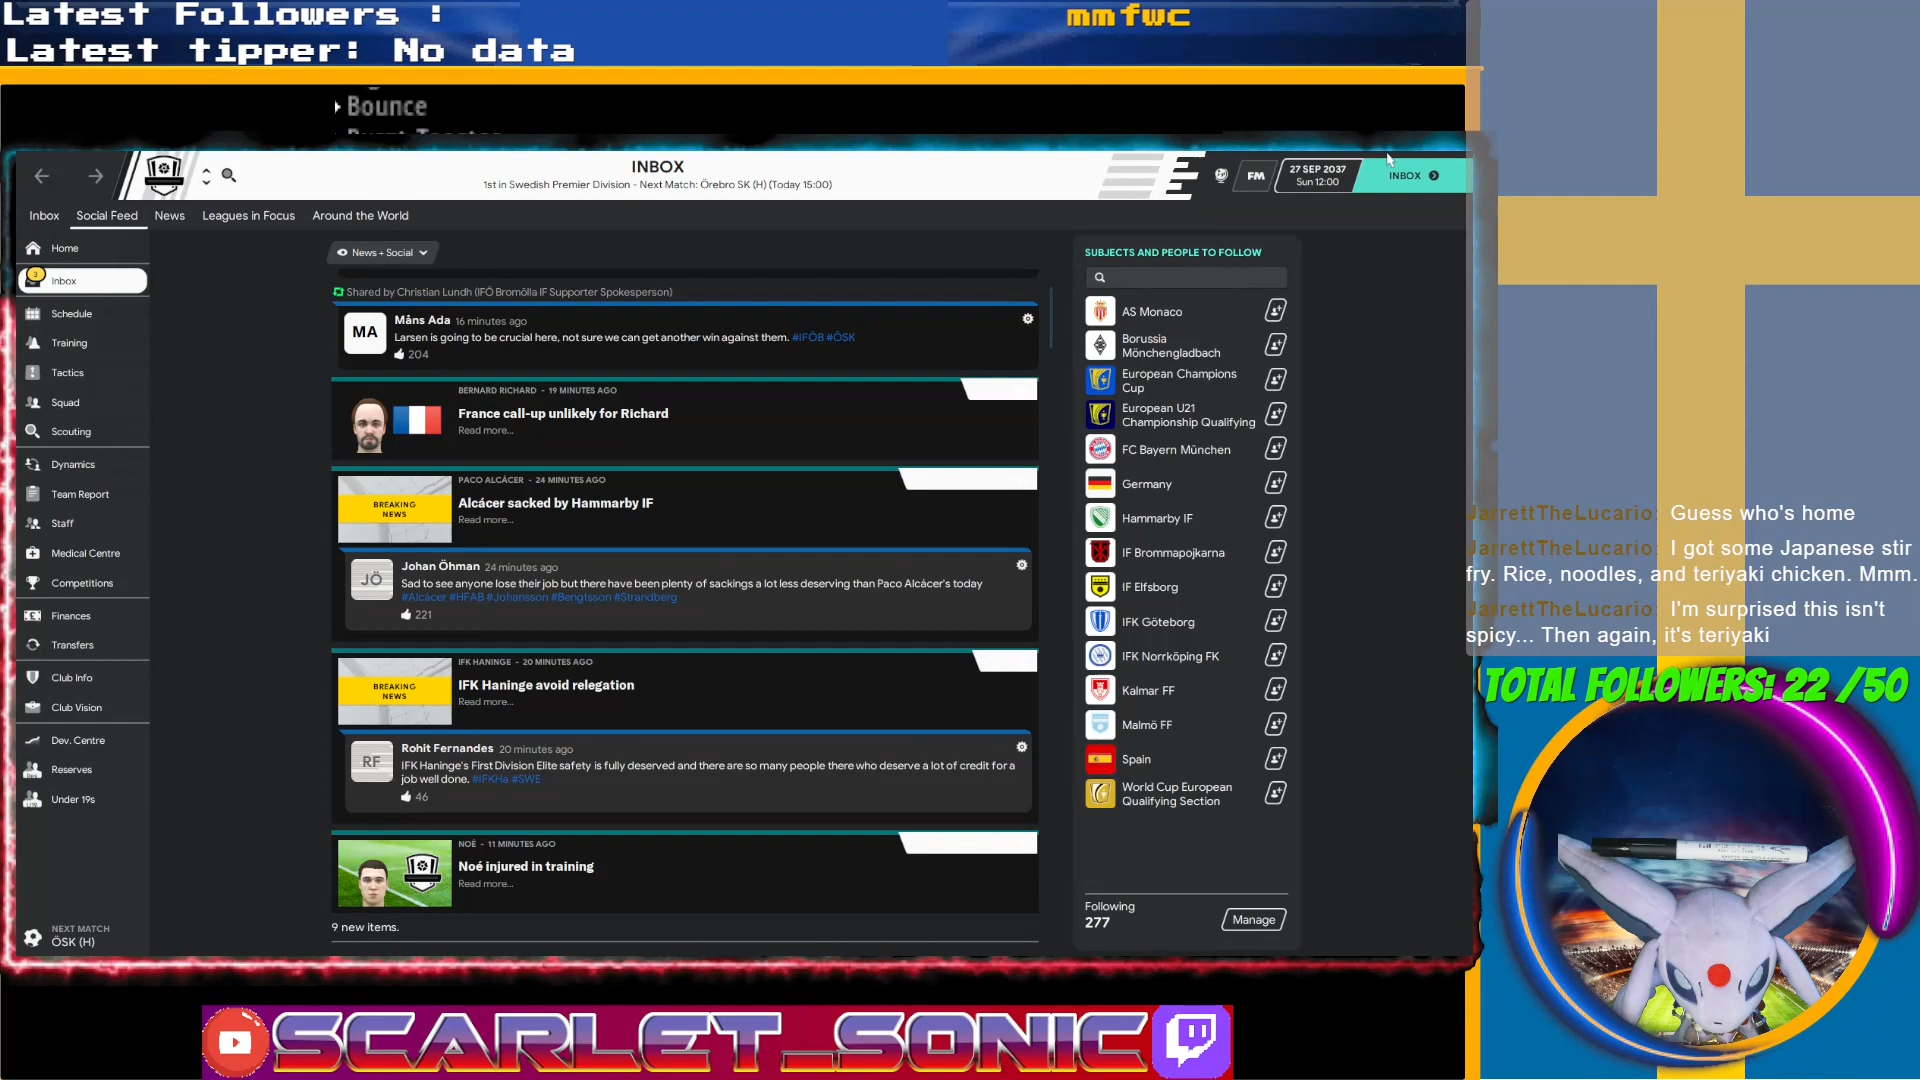 Latest Followers :
mmfwc
Latest tipper: No data
Bounce
INBOX
1st in Swedish Premier Division - Next Match: Örebro SK (H) (Today 15:00)
FM
27 SEP 2037
Sun 12:00
INBOX
Inbox
Social Feed
News
Leagues in Focus
Around the World
Home
3
Inbox
Schedule
Training
Tactics
Squad
Scouting
Dynamics
Team Report
Staff
Medical Centre
Competitions
Finances
Transfers
Club Info
Club Vision
Dev. Centre
Reserves
Under 19s
NEXT MATCH
ÖSK (H)
News + Social
Shared by Christian Lundh (IFÖ Bromölla IF Supporter Spokesperson)
MA
Måns Ada 16 minutes ago
Larsen is going to be crucial here, not sure we can get another win against them. #IFÖB #ÖSK
204
BERNARD RICHARD - 19 MINUTES AGO
France call-up unlikely for Richard
Read more...
BREAKING
NEWS
PACO ALCÁCER - 24 MINUTES AGO
Alcácer sacked by Hammarby IF
Read more...
JÖ
Johan Öhman 24 minutes ago
Sad to see anyone lose their job but there have been plenty of sackings a lot less deserving than Paco Alcácer's today
#Alcácer #HFAB #Johansson #Bengtsson #Strandberg
221
BREAKING
NEWS
IFK HANINGE - 20 MINUTES AGO
IFK Haninge avoid relegation
Read more...
RF
Rohit Fernandes 20 minutes ago
IFK Haninge's First Division Elite safety is fully deserved and there are so many people there who deserve a lot of credit for a
job well done. #IFKHa #SWE
46
NOÉ - 11 MINUTES AGO
Noé injured in training
Read more...
9 new items.
SUBJECTS AND PEOPLE TO FOLLOW
AS Monaco
Borussia
Mönchengladbach
European Champions
Cup
European U21
Championship Qualifying
FC Bayern München
Germany
Hammarby IF
IF Brommapojkarna
IF Elfsborg
IFK Göteborg
IFK Norrköping FK
Kalmar FF
Malmö FF
Spain
World Cup European
Qualifying Section
Following
277
Manage
JarrettTheLucario: Guess who's home
JarrettTheLucario: I got some Japanese stir
fry. Rice, noodles, and teriyaki chicken. Mmm.
JarrettTheLucario: I'm surprised this isn't
spicy... Then again, it's teriyaki
TOTAL FOLLOWERS: 22 /50
SCARLET_SONIC